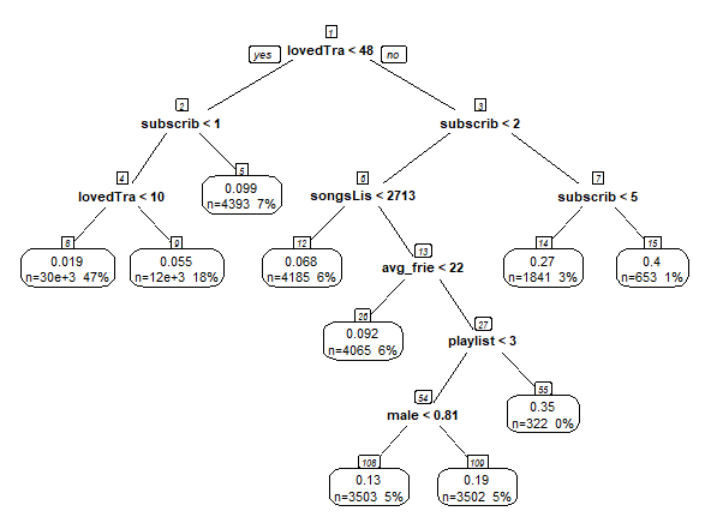 1
yes lovedTra < 48 no
2 3
subscrib < 1 subscrib < 2
4 5 6 7
lovedTra < 10 0.099 songsLis < 2713 subscrib < 5
n=4393 7%
8 9 12 13 14 15
0.019 0.055 0.068 avg_frie < 22 0.27 0.4
n=30e+3 47% n=12e+3 18% n=4185 6% n=1841 3% n=653 1%
26 27
0.092 playlist < 3
n=4065 6%
54 55
male < 0.81 0.35
n=322 0%
108 109
0.13 0.19
n=3503 5% n=3502 5%